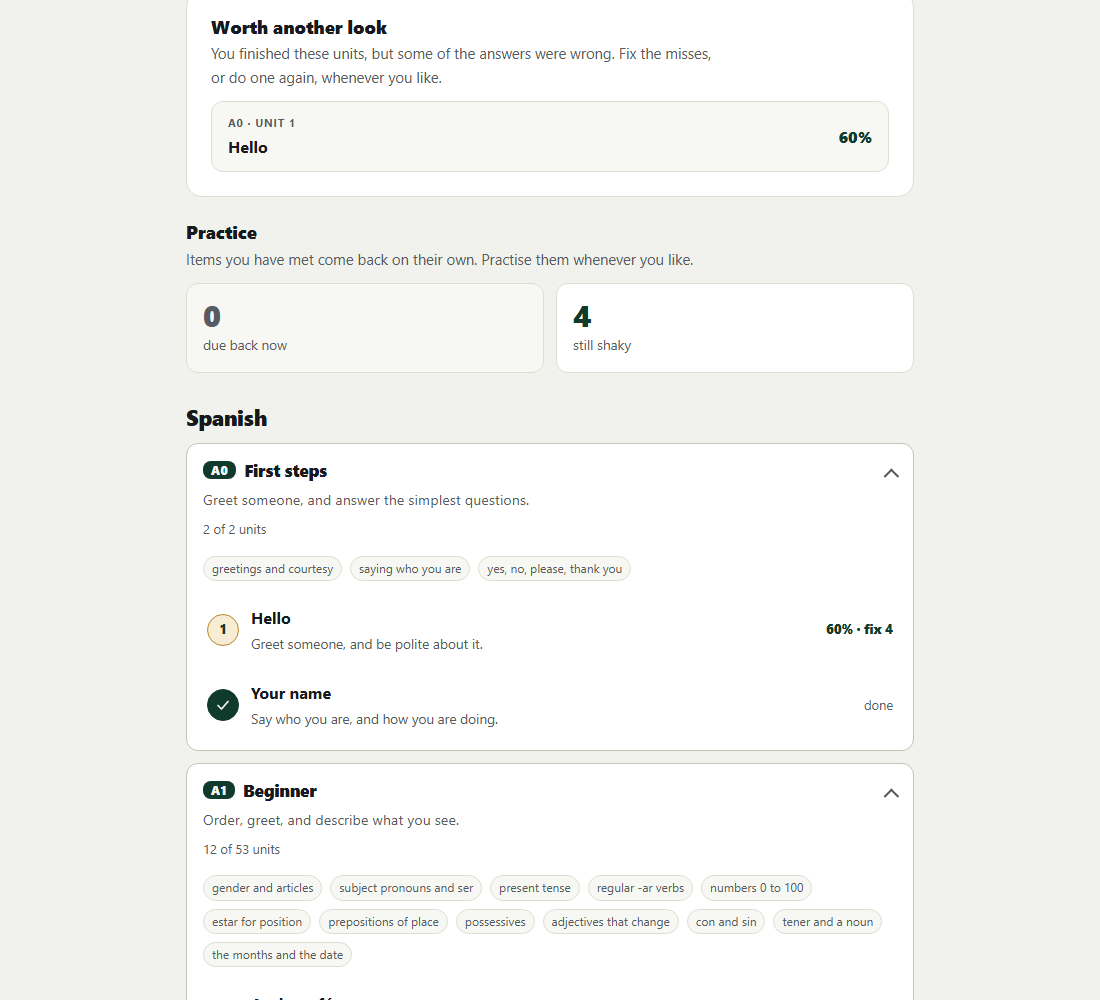 Worth another look
You finished these units, but some of the answers were wrong. Fix the misses,
or do one again, whenever you like.
A0 · UNIT 1
Hello
60%
Practice
Items you have met come back on their own. Practise them whenever you like.
0
due back now
4
still shaky
Spanish
A0 First steps
Greet someone, and answer the simplest questions.
2 of 2 units
greetings and courtesy
saying who you are
yes, no, please, thank you
1
Hello
Greet someone, and be polite about it.
60% · fix 4
Your name
Say who you are, and how you are doing.
done
A1 Beginner
Order, greet, and describe what you see.
12 of 53 units
gender and articles
subject pronouns and ser
present tense
regular -ar verbs
numbers 0 to 100
estar for position
prepositions of place
possessives
adjectives that change
con and sin
tener and a noun
the months and the date